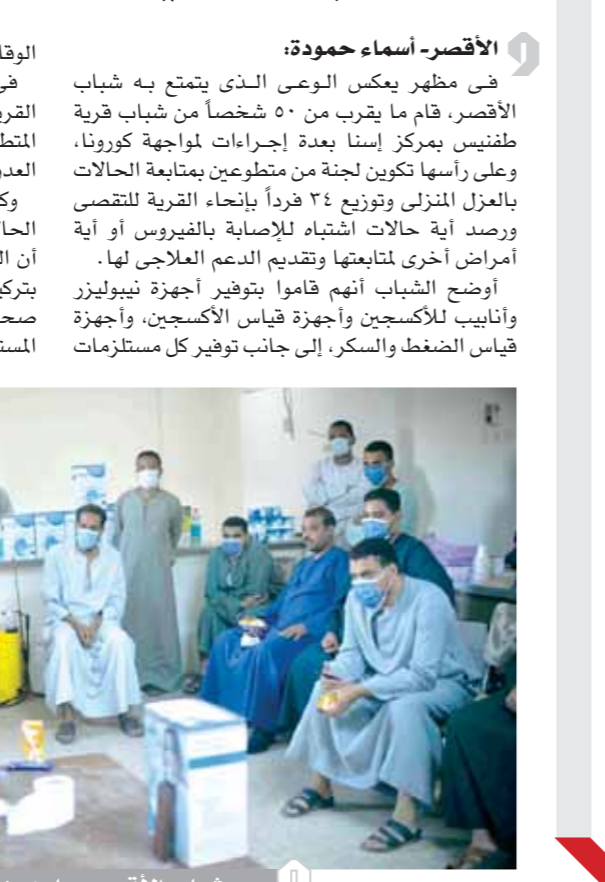 الأقصر- أسماء حمودة:
فى مظهر يعكس الوعى الذى يتمتع به شباب
الأقصر، قام ما يقرب من ٥٠ شخصاً من شباب قرية
طفنيس بمركز إسنا بعدة إجراءات لمواجهة كورونا،
وعلى رأسها تكوين لجنة من متطوعين بمتابعة الحالات
بالعزل المنزلى وتوزيع ٣٤ فرداً بإنحاء القرية للتقصى
ورصد أية حالات اشتباه للإصابة بالفيروس أو أية
أمراض أخرى لمتابعتها وتقديم الدعم العلاجى لها.
أوضح الشباب أنهم قاموا بتوفير أجهزة نيبوليزر
وأنابيب للأكسجين وأجهزة قياس الأكسجين، وأجهزة
قياس الضغط والسكر، إلى جانب توفير كل مستلزمات
فى
أن